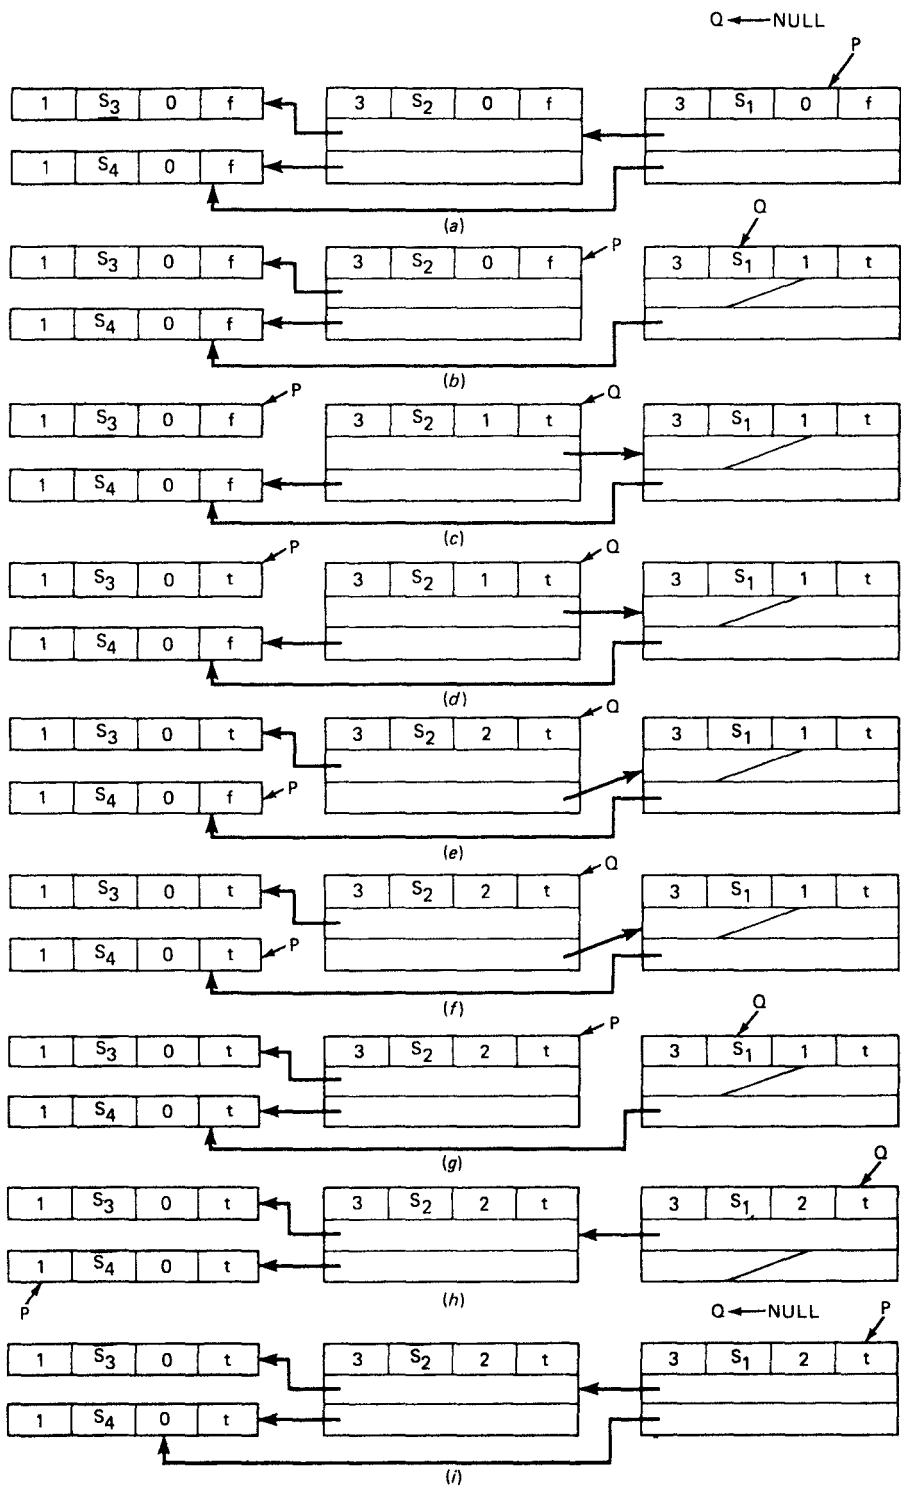 Q NULL
P
1 S3 0 f 3 S2 0 f 3 S1 0 f
1 S4 0 f
(a)
Q
P
1 S3 0 f 3 S2 0 f 3 S1 1 t
1 S4 0 f
(b)
P Q
1 S3 0 f 3 S2 1 t 3 S1 1 t
1 S4 0 f
(c)
P Q
1 S3 0 t 3 S2 1 t 3 S1 1 t
1 S4 0 f
(d)
Q
1 S3 0 t 3 S2 2 t 3 S1 1 t
1 S4 0 f P
(e)
Q
1 S3 0 t 3 S2 2 t 3 S1 1 t
1 S4 0 t P
(f)
Q
P
1 S3 0 t 3 S2 2 t 3 S1 1 t
1 S4 0 t
(g)
Q
1 S3 0 t 3 S2 2 t 3 S1 2 t
1 S4 0 t
P
(h)
Q NULL P
1 S3 0 t 3 S2 2 t 3 S1 2 t
1 S4 0 t
(i)